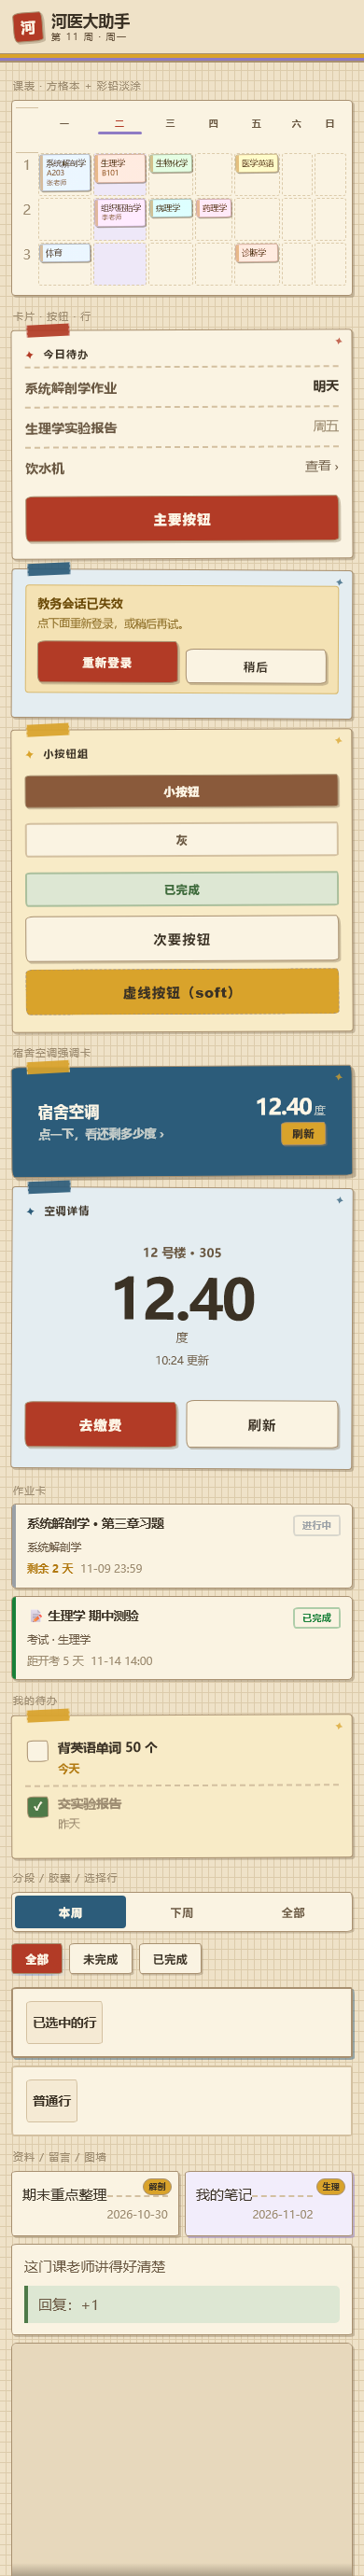 河
河医大助手
第 11 周 · 周一
课表 · 方格本 + 彩铅淡涂
一 二 三 四 五 六 日
1
系统解剖学
A203
张老师
生理学
B101
生物化学
医学英语
2
组织胚胎学
李老师
病理学
药理学
3
体育
诊断学
卡片 · 按钮 · 行
今日待办
系统解剖学作业 明天
生理学实验报告 周五
饮水机 查看 ›
主要按钮
教务会话已失效
点下面重新登录，或稍后再试。
重新登录 稍后
小按钮组
小按钮
灰
已完成
次要按钮
虚线按钮（soft）
宿舍空调强调卡
宿舍空调 12.40 度
点一下，看还剩多少度 › 刷新
空调详情
12 号楼 · 305
12.40
度
10:24 更新
去缴费 刷新
作业卡
系统解剖学 • 第三章习题 进行中
系统解剖学
剩余 2 天 11-09 23:59
生理学 期中测验 已完成
考试 · 生理学
距开考 5 天 11-14 14:00
我的待办
背英语单词 50 个
今天
交实验报告
昨天
分段 / 胶囊 / 选择行
本周 下周 全部
全部 未完成 已完成
已选中的行
普通行
资料 / 留言 / 图墙
期末重点整理 解剖
2026-10-30
我的笔记 生理
2026-11-02
这门课老师讲得好清楚
回复：+1